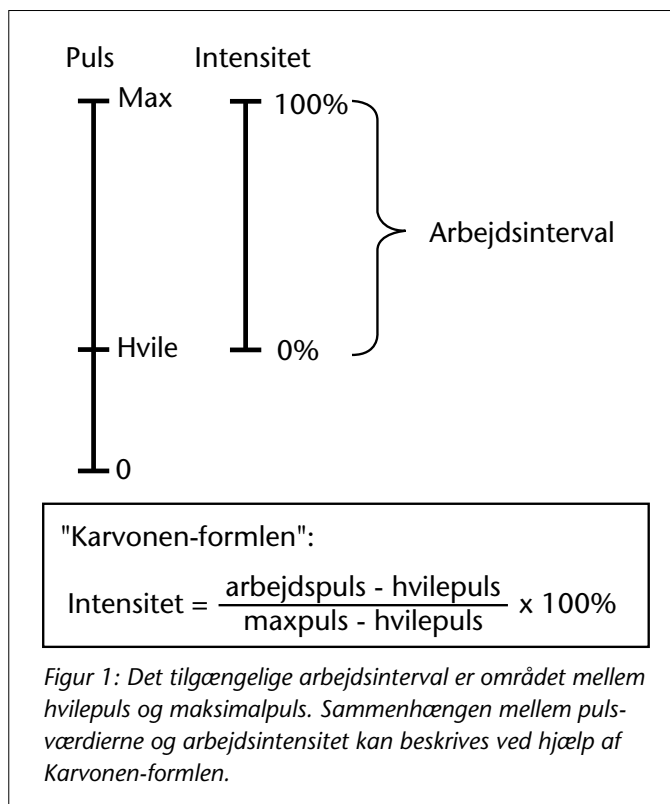 Puls Intensitet
Max 100%
Arbejdsinterval
Hvile 0%
0
"Karvonen-formlen":
Intensitet = arbejdspuls - hvilepuls x 100%
maxpuls - hvilepuls
Figur 1: Det tilgængelige arbejdsinterval er området mellem
hvilepuls og maksimalpuls. Sammenhængen mellem puls-
værdierne og arbejdsintensitet kan beskrives ved hjælp af
Karvonen-formlen.